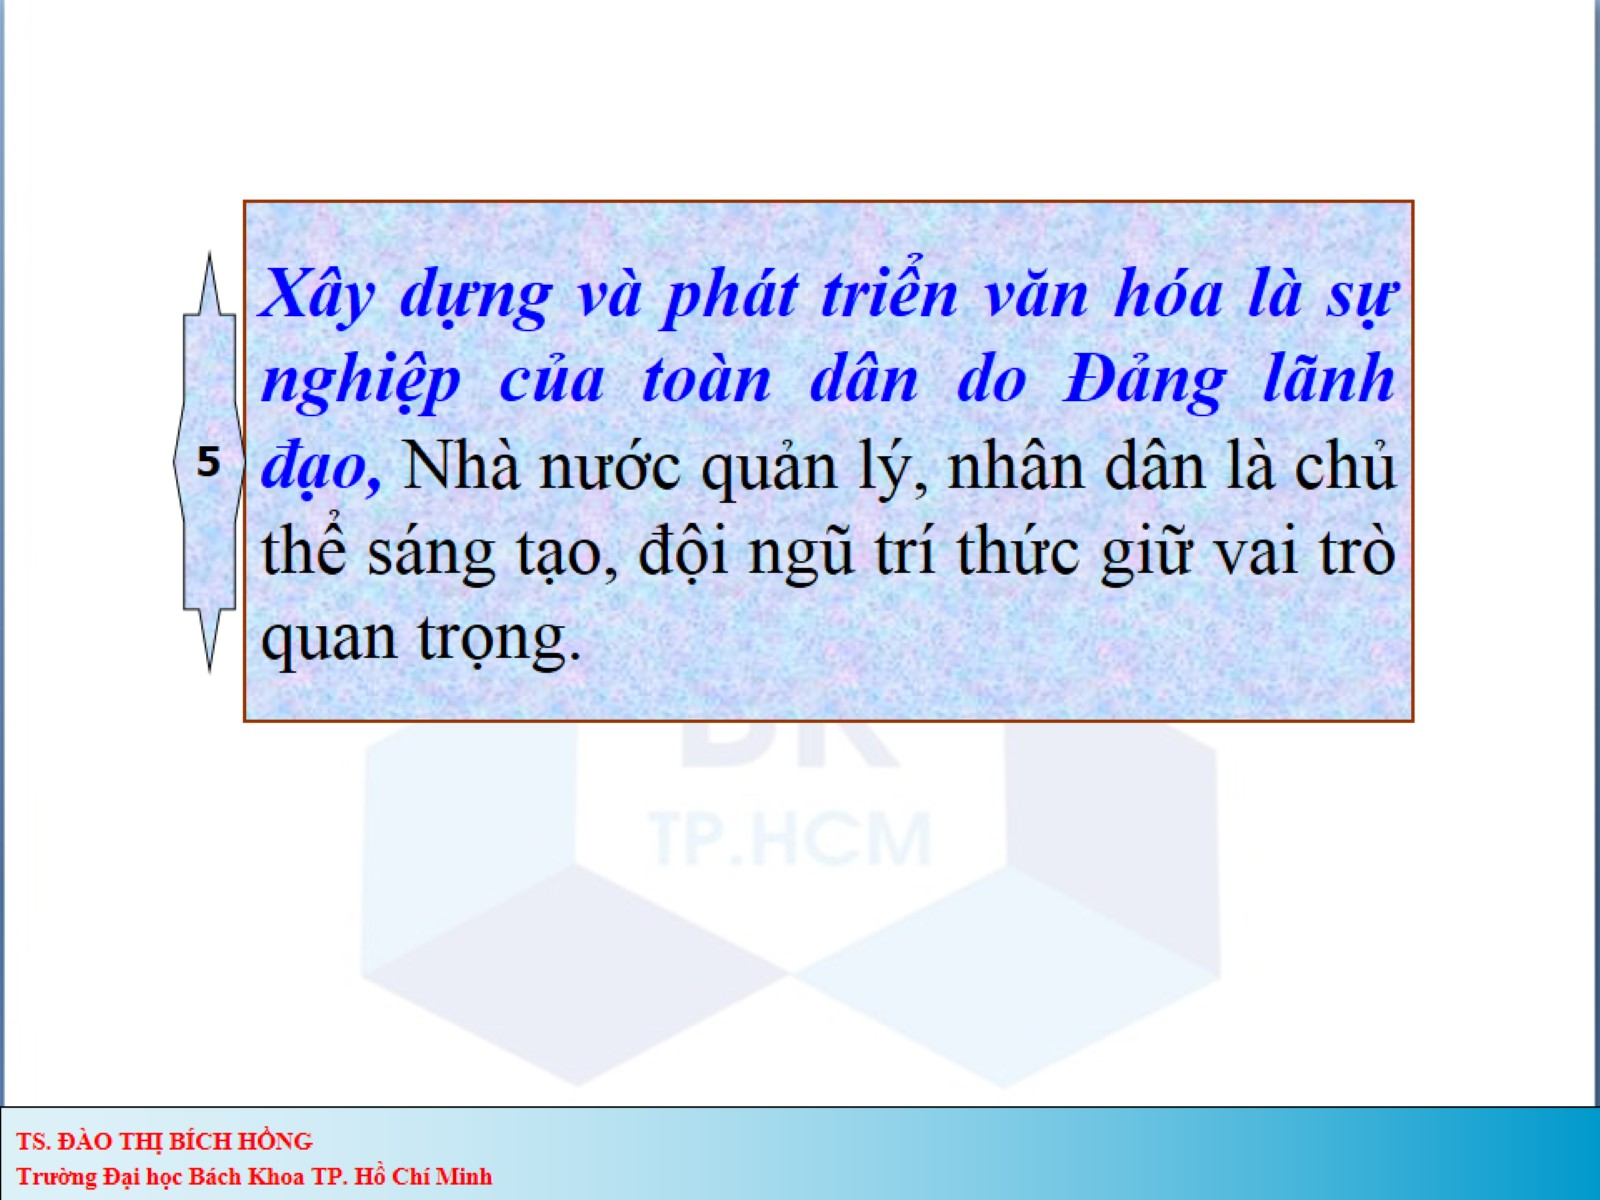 Xây dựng và phát triển văn hóa là sự
nghiệp của toàn dân do Đảng lãnh
5
đạo, Nhà nước quản lý, nhân dân là chủ
thể sáng tạo, đội ngũ trí thức giữ vai trò
quan trọng.
BK
TP.HCM
TS. ĐÀO THỊ BÍCH HỒNG
Trường Đại học Bách Khoa TP. Hồ Chí Minh